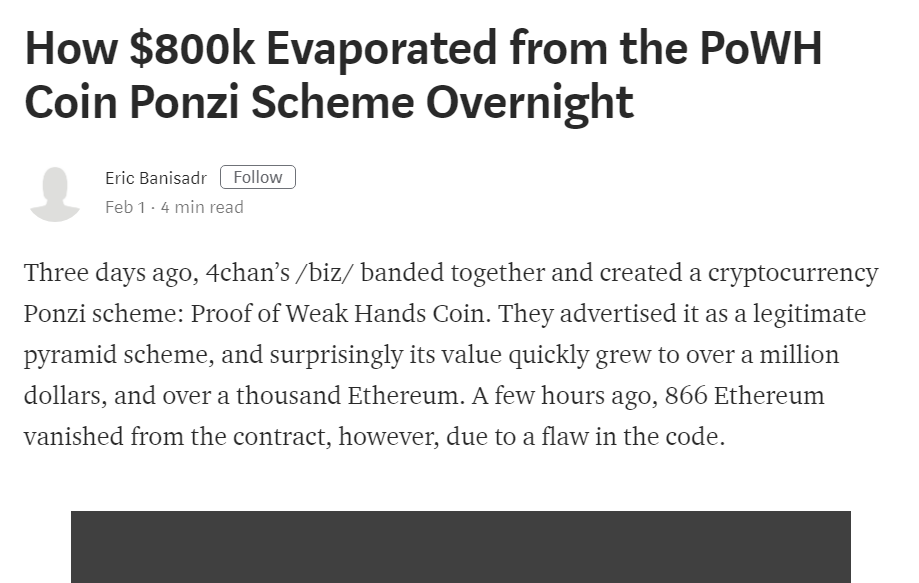 How $800k Evaporated from the PoWH
Coin Ponzi Scheme Overnight
Eric Banisadr Follow
Feb 1 · 4 min read
Three days ago, 4chan’s /biz/ banded together and created a cryptocurrency
Ponzi scheme: Proof of Weak Hands Coin. They advertised it as a legitimate
pyramid scheme, and surprisingly its value quickly grew to over a million
dollars, and over a thousand Ethereum. A few hours ago, 866 Ethereum
vanished from the contract, however, due to a flaw in the code.